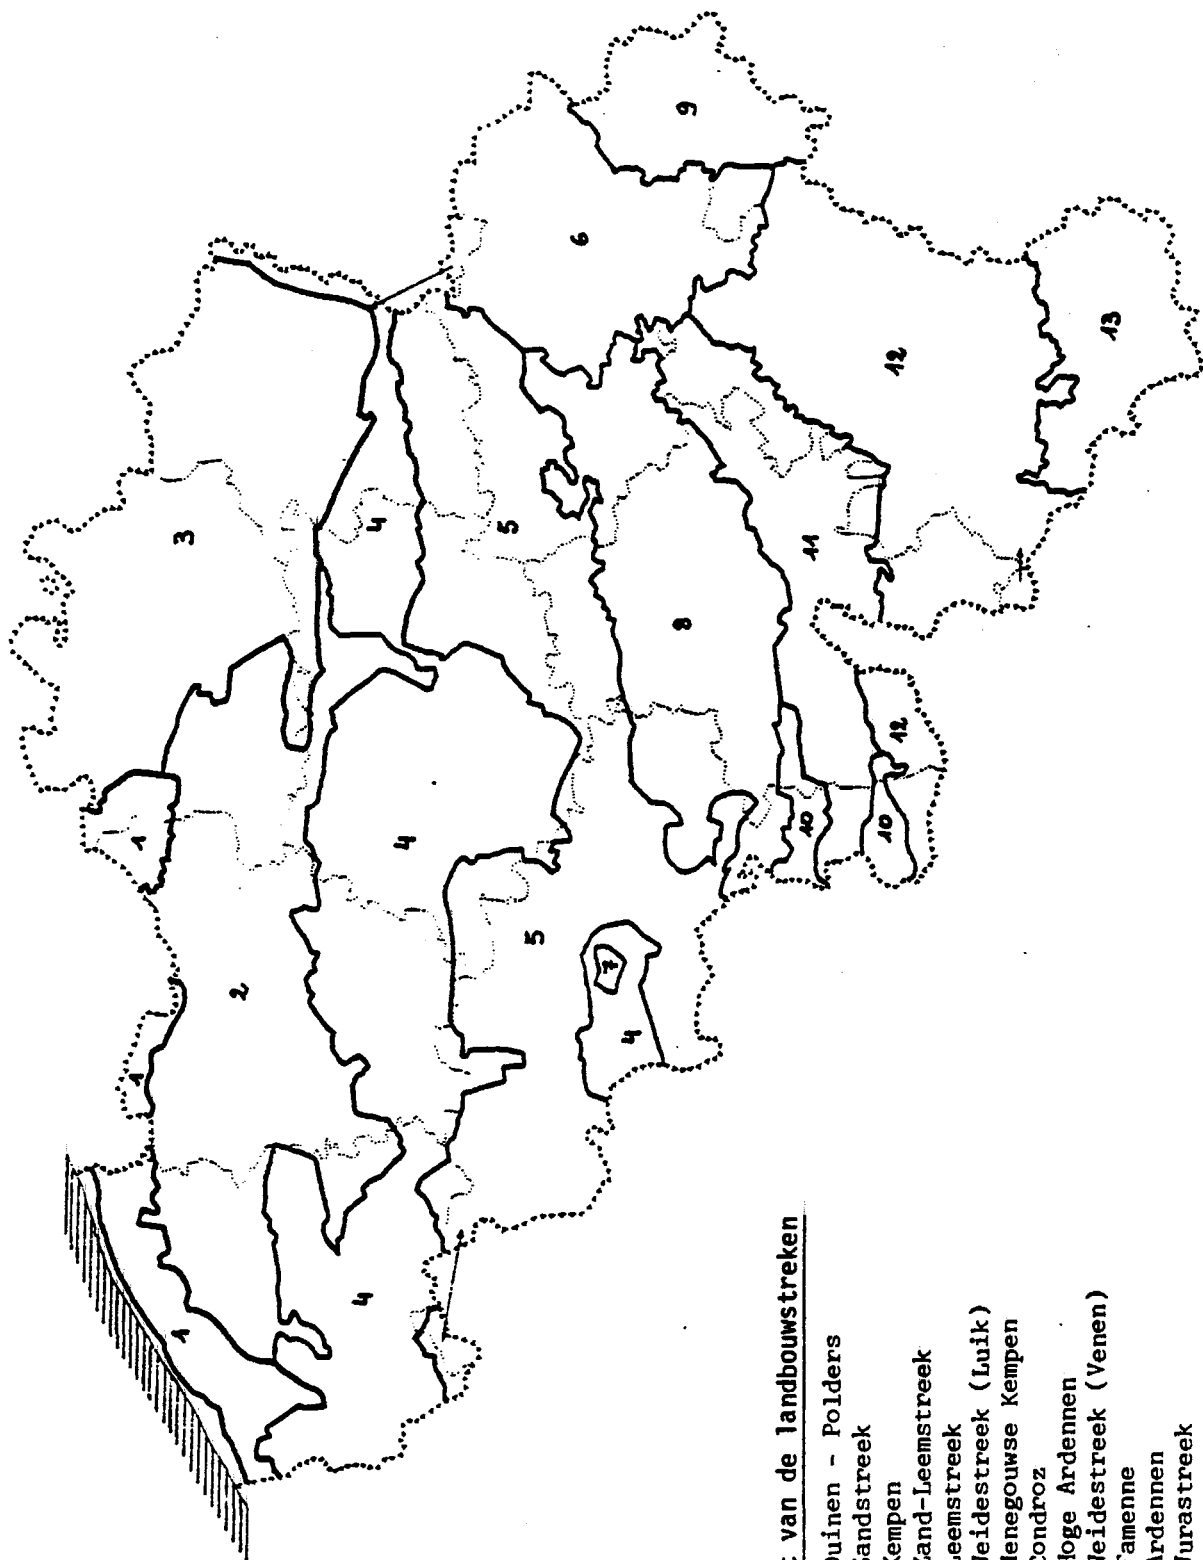 3
1
1
1
2
4
4
4
9
6
5
5
7
4
8
12
11
10
10
12
13
van de landbouwstreken
Duinen - Polders
Zandstreek
Kempen
Zand-Leemstreek
Leemstreek
Weidestreek (Luik)
Henegouwse Kempen
Condroz
Hoge Ardennen
Weidestreek (Venen)
Famenne
Ardennen
Jurastreek